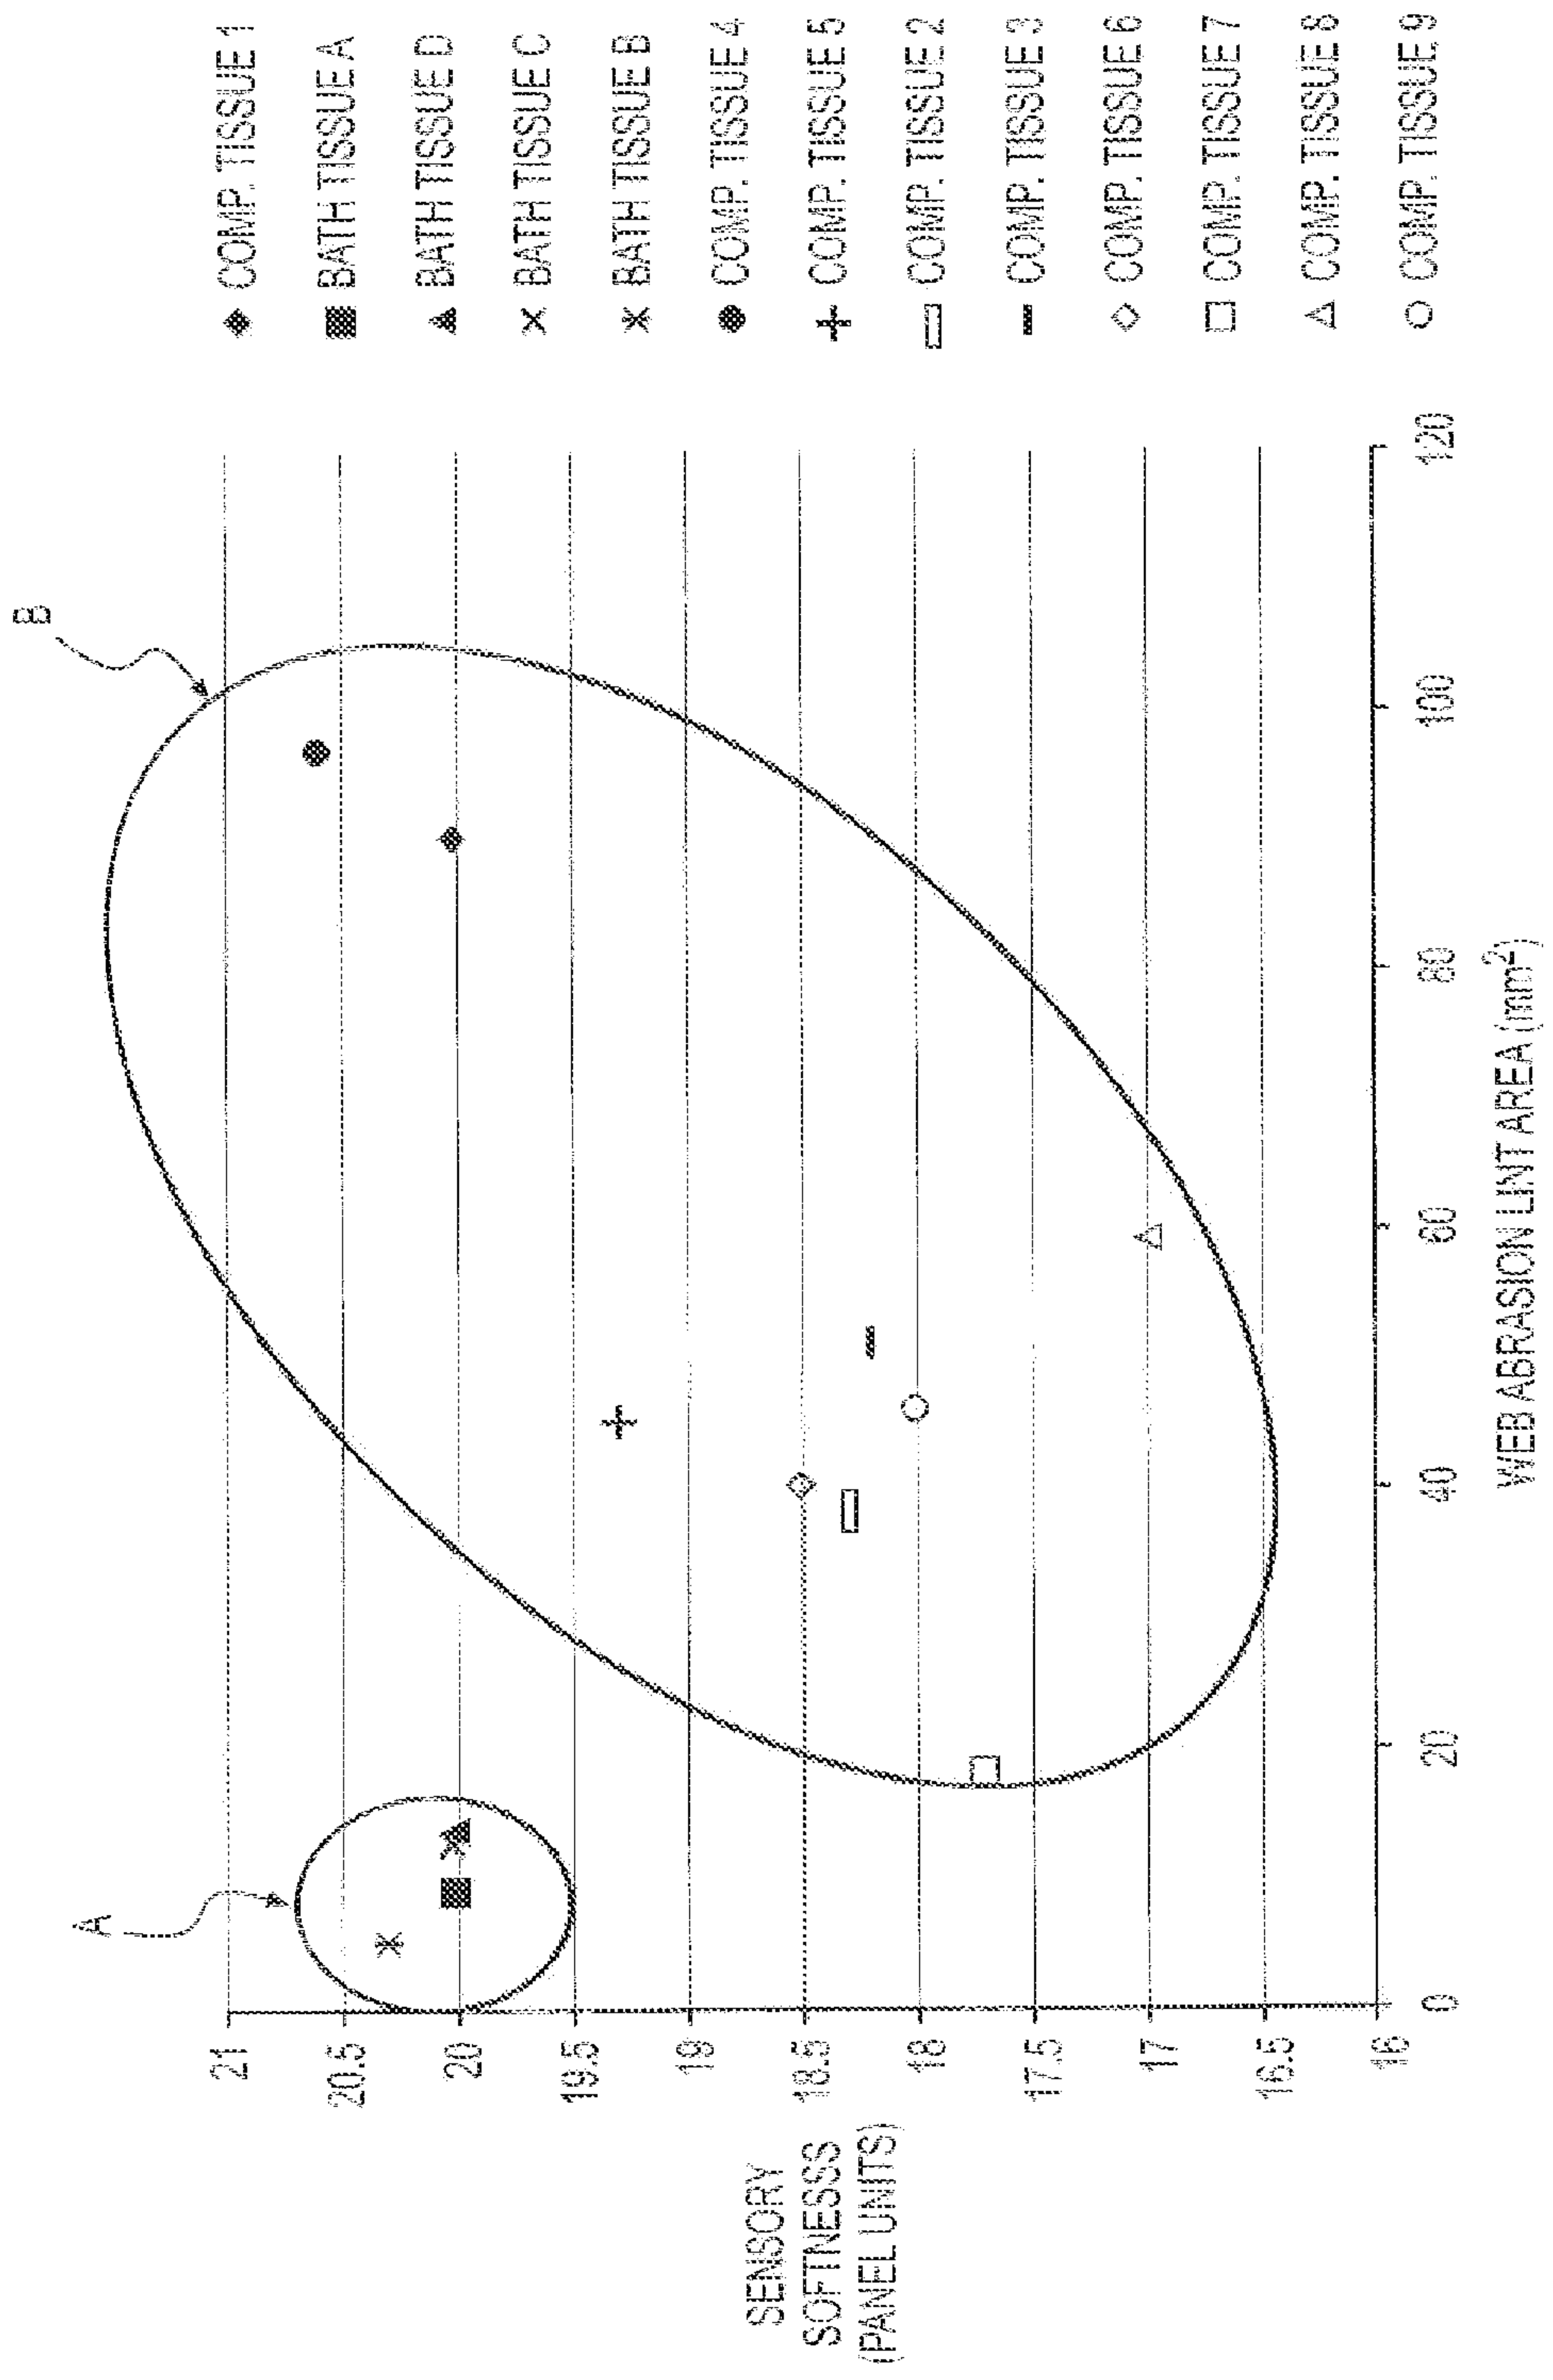 B
A
21
20.5
20
19.5
19
18.5
18
17.5
17
16.5
16
SENSORY
SOFTNESSS
(PANEL UNITS)
0
20
40
60
80
100
120
WEB ABRASION LINT AREA (mm²)
COMP. TISSUE 1
BATH TISSUE A
BATH TISSUE D
BATH TISSUE C
BATH TISSUE B
COMP. TISSUE 4
COMP. TISSUE 5
COMP. TISSUE 2
COMP. TISSUE 3
COMP. TISSUE 6
COMP. TISSUE 7
COMP. TISSUE 8
COMP. TISSUE 9